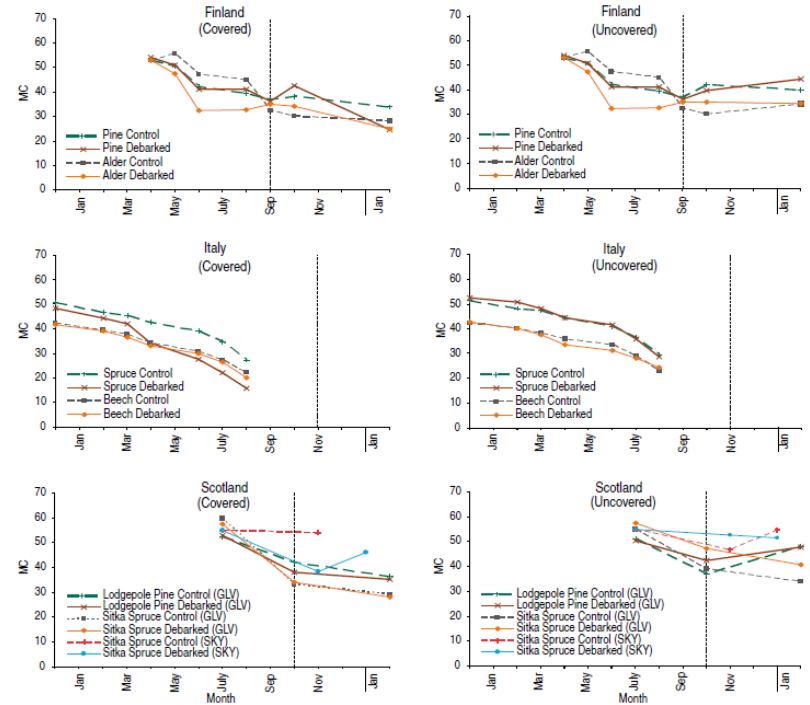 Finland
(Covered)
70
60
50
40
30
20
10
0
MC
Pine Control
Pine Debarked
Alder Control
Alder Debarked
Jan
Mar
May
July
Sep
Nov
Jan
Finland
(Uncovered)
70
60
50
40
30
20
10
0
MC
Pine Control
Pine Debarked
Alder Control
Alder Debarked
Jan
Mar
May
July
Sep
Nov
Jan
Italy
(Covered)
70
60
50
40
30
20
10
0
MC
Spruce Control
Spruce Debarked
Beech Control
Beech Debarked
Jan
Mar
May
July
Sep
Nov
Jan
Italy
(Uncovered)
70
60
50
40
30
20
10
0
MC
Spruce Control
Spruce Debarked
Beech Control
Beech Debarked
Jan
Mar
May
July
Sep
Nov
Jan
Scotland
(Covered)
70
60
50
40
30
20
10
0
MC
Lodgepole Pine Control (GLV)
Lodgepole Pine Debarked (GLV)
Sitka Spruce Control (GLV)
Sitka Spruce Debarked (GLV)
Sitka Spruce Control (SKY)
Sitka Spruce Debarked (SKY)
Jan
Mar
May
July
Sep
Nov
Jan
Month
Scotland
(Uncovered)
70
60
50
40
30
20
10
0
MC
Lodgepole Pine Control (GLV)
Lodgepole Pine Debarked (GLV)
Sitka Spruce Control (GLV)
Sitka Spruce Debarked (GLV)
Sitka Spruce Control (SKY)
Sitka Spruce Debarked (SKY)
Jan
Mar
May
July
Sep
Nov
Jan
Month